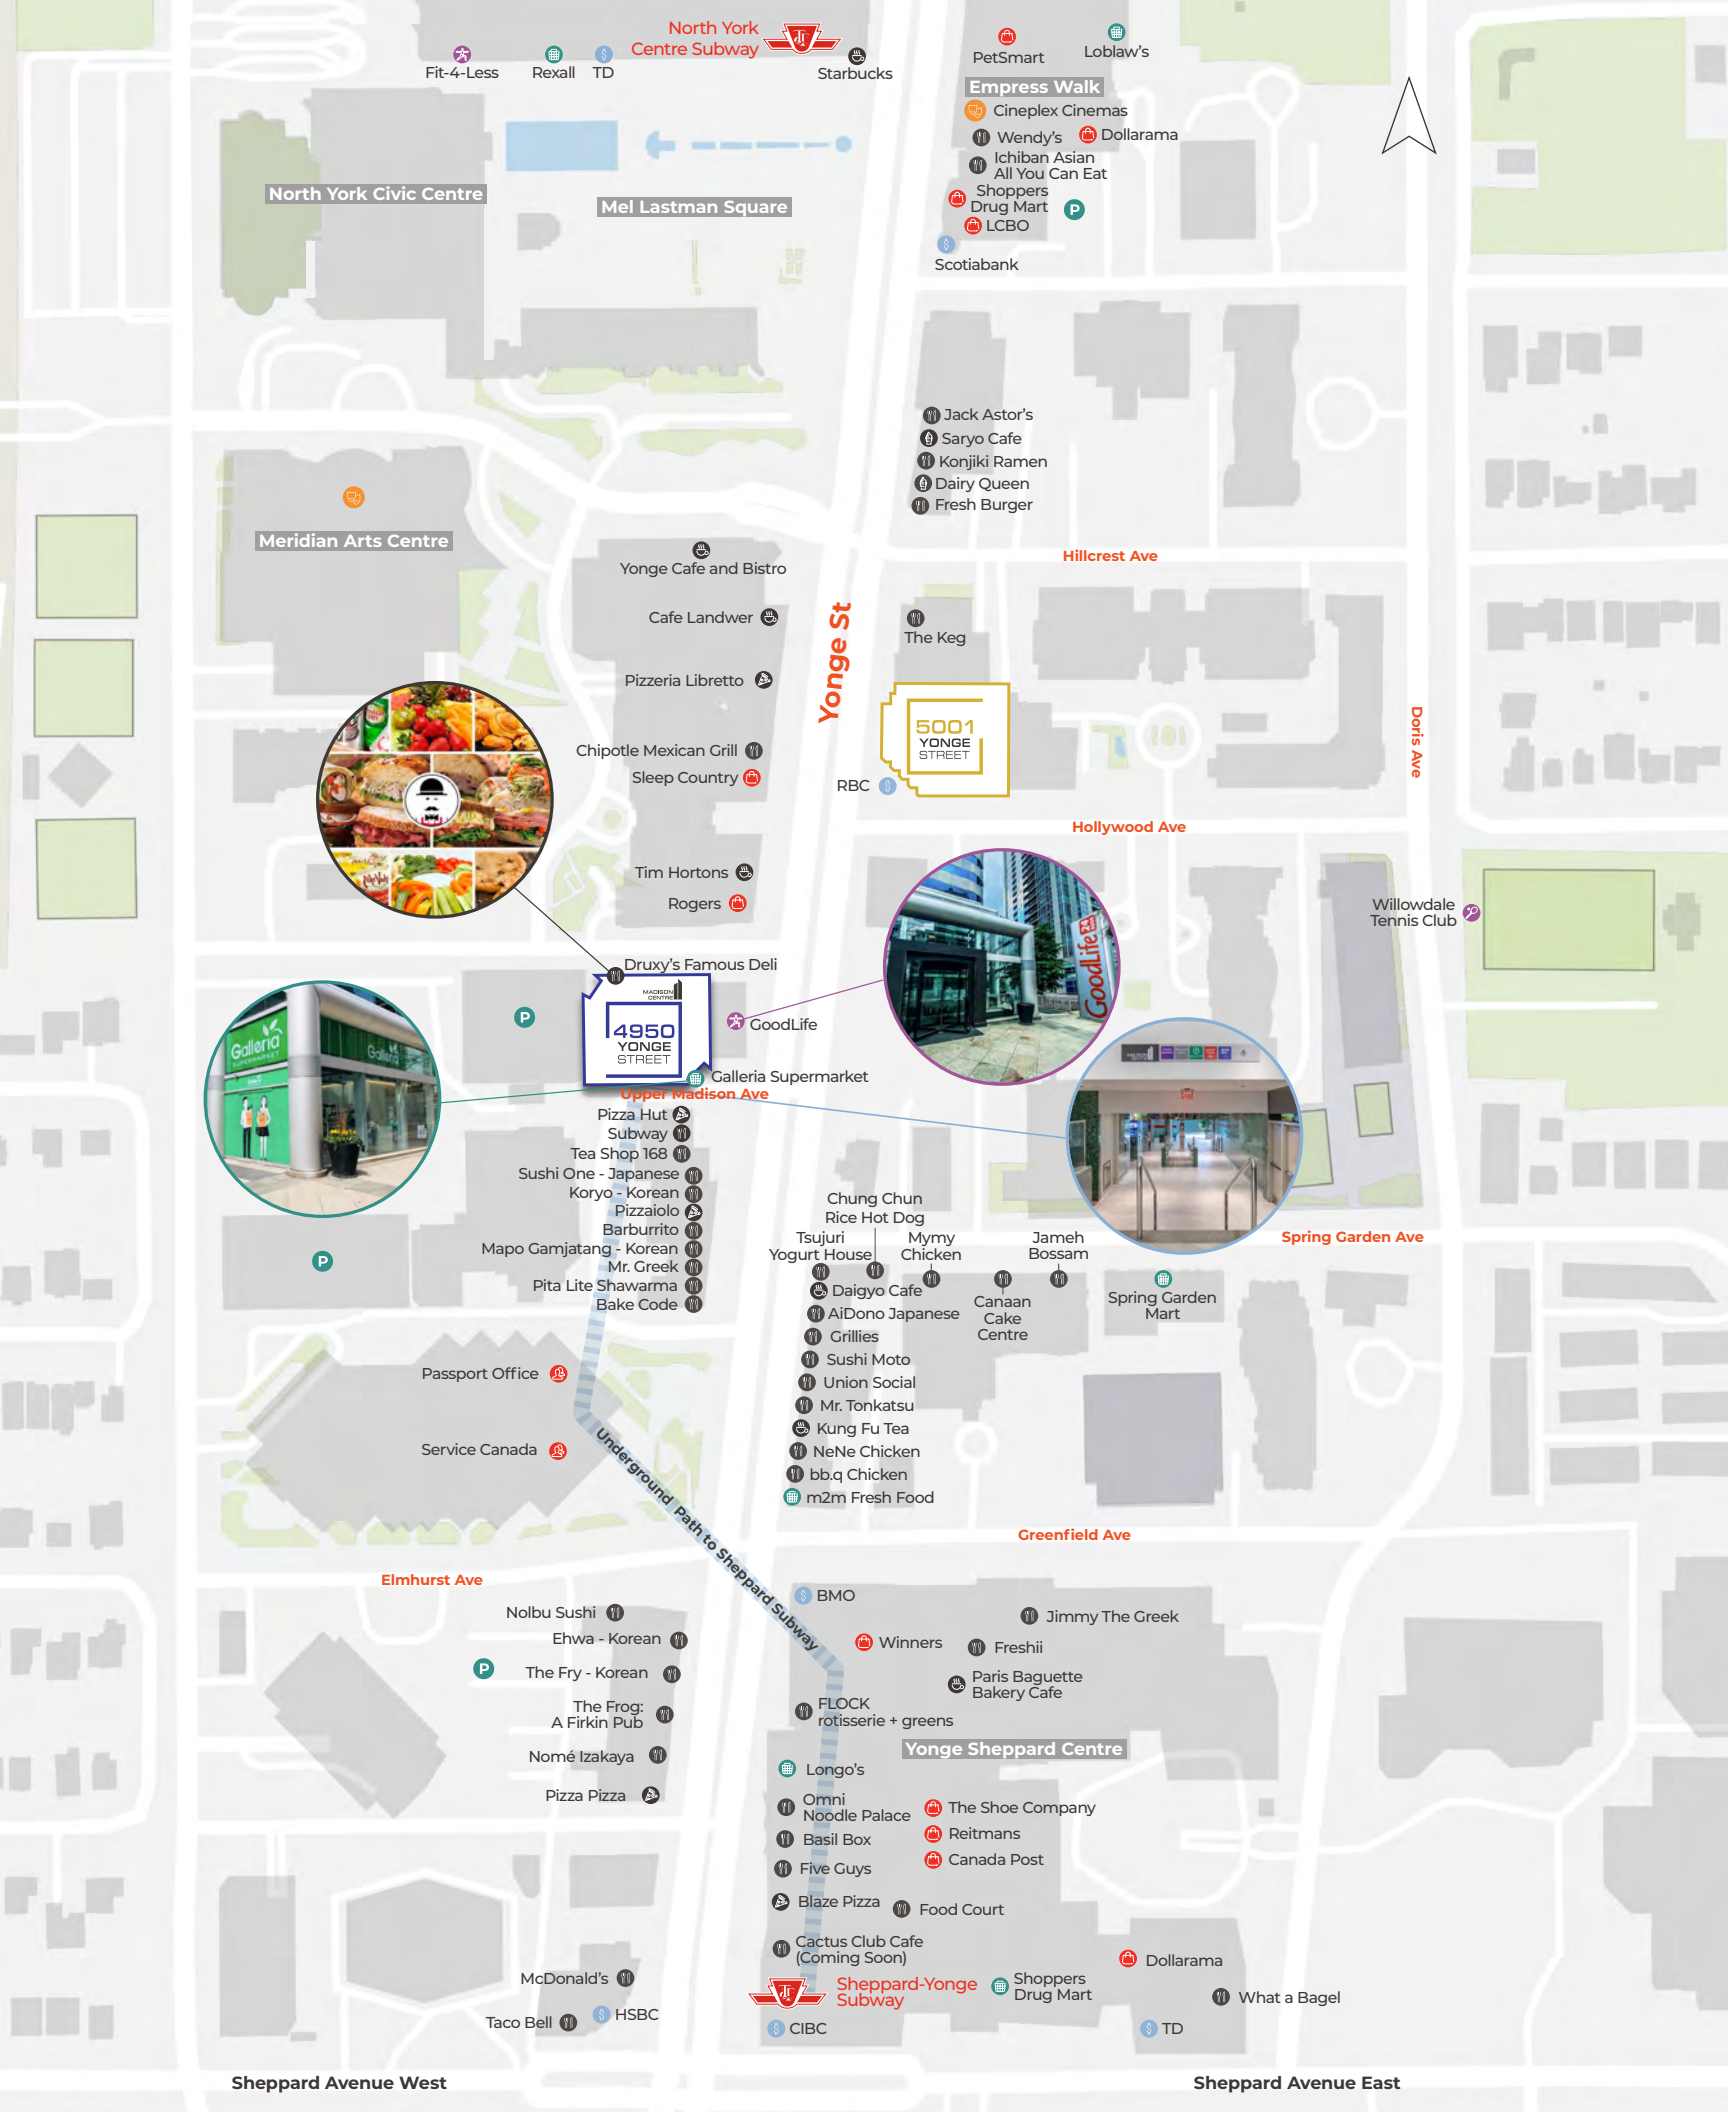 North York
Centre Subway
Fit-4-Less
Rexall
TD
Starbucks
PetSmart
Loblaw's
Empress Walk
Cineplex Cinemas
Wendy's
Dollarama
Ichiban Asian
All You Can Eat
Shoppers
Drug Mart
P
LCBO
Scotiabank
North York Civic Centre
Mel Lastman Square
Jack Astor's
Saryo Cafe
Konjiki Ramen
Dairy Queen
Fresh Burger
Meridian Arts Centre
Hillcrest Ave
Yonge Cafe and Bistro
Cafe Landwer
Pizzeria Libretto
Yonge St
The Keg
5001
YONGE
STREET
Doris Ave
Chipotle Mexican Grill
Sleep Country
RBC
Hollywood Ave
Tim Hortons
Rogers
Willowdale
Tennis Club
GoodLife
Druxy's Famous Deli
MADISON
CENTRE
4950
YONGE
STREET
P
GoodLife
Galleria
SUPERMARKET
Galleria
Galleria Supermarket
Upper Madison Ave
Pizza Hut
Subway
Tea Shop 168
Sushi One - Japanese
Koryo - Korean
Pizzaiolo
Barburrito
Mapo Gamjatang - Korean
Mr. Greek
Pita Lite Shawarma
Bake Code
P
Chung Chun
Rice Hot Dog
Tsujuri
Yogurt House
Mymy
Chicken
Jameh
Bossam
Spring Garden Ave
Daigyo Cafe
AiDono Japanese
Grillies
Sushi Moto
Union Social
Mr. Tonkatsu
Kung Fu Tea
NeNe Chicken
bb.q Chicken
m2m Fresh Food
Canaan
Cake
Centre
Spring Garden
Mart
Passport Office
Service Canada
Underground Path to Sheppard Subway
Greenfield Ave
Elmhurst Ave
Nolbu Sushi
Ehwa - Korean
P
The Fry - Korean
The Frog:
A Firkin Pub
Nomé Izakaya
Pizza Pizza
BMO
Winners
Jimmy The Greek
Freshii
Paris Baguette
Bakery Cafe
FLOCK
rotisserie + greens
Yonge Sheppard Centre
Longo's
Omni
Noodle Palace
Basil Box
Five Guys
Blaze Pizza
The Shoe Company
Reitmans
Canada Post
Food Court
Cactus Club Cafe
(Coming Soon)
Sheppard-Yonge
Subway
Shoppers
Drug Mart
Dollarama
What a Bagel
McDonald's
Taco Bell
HSBC
CIBC
TD
Sheppard Avenue West
Sheppard Avenue East